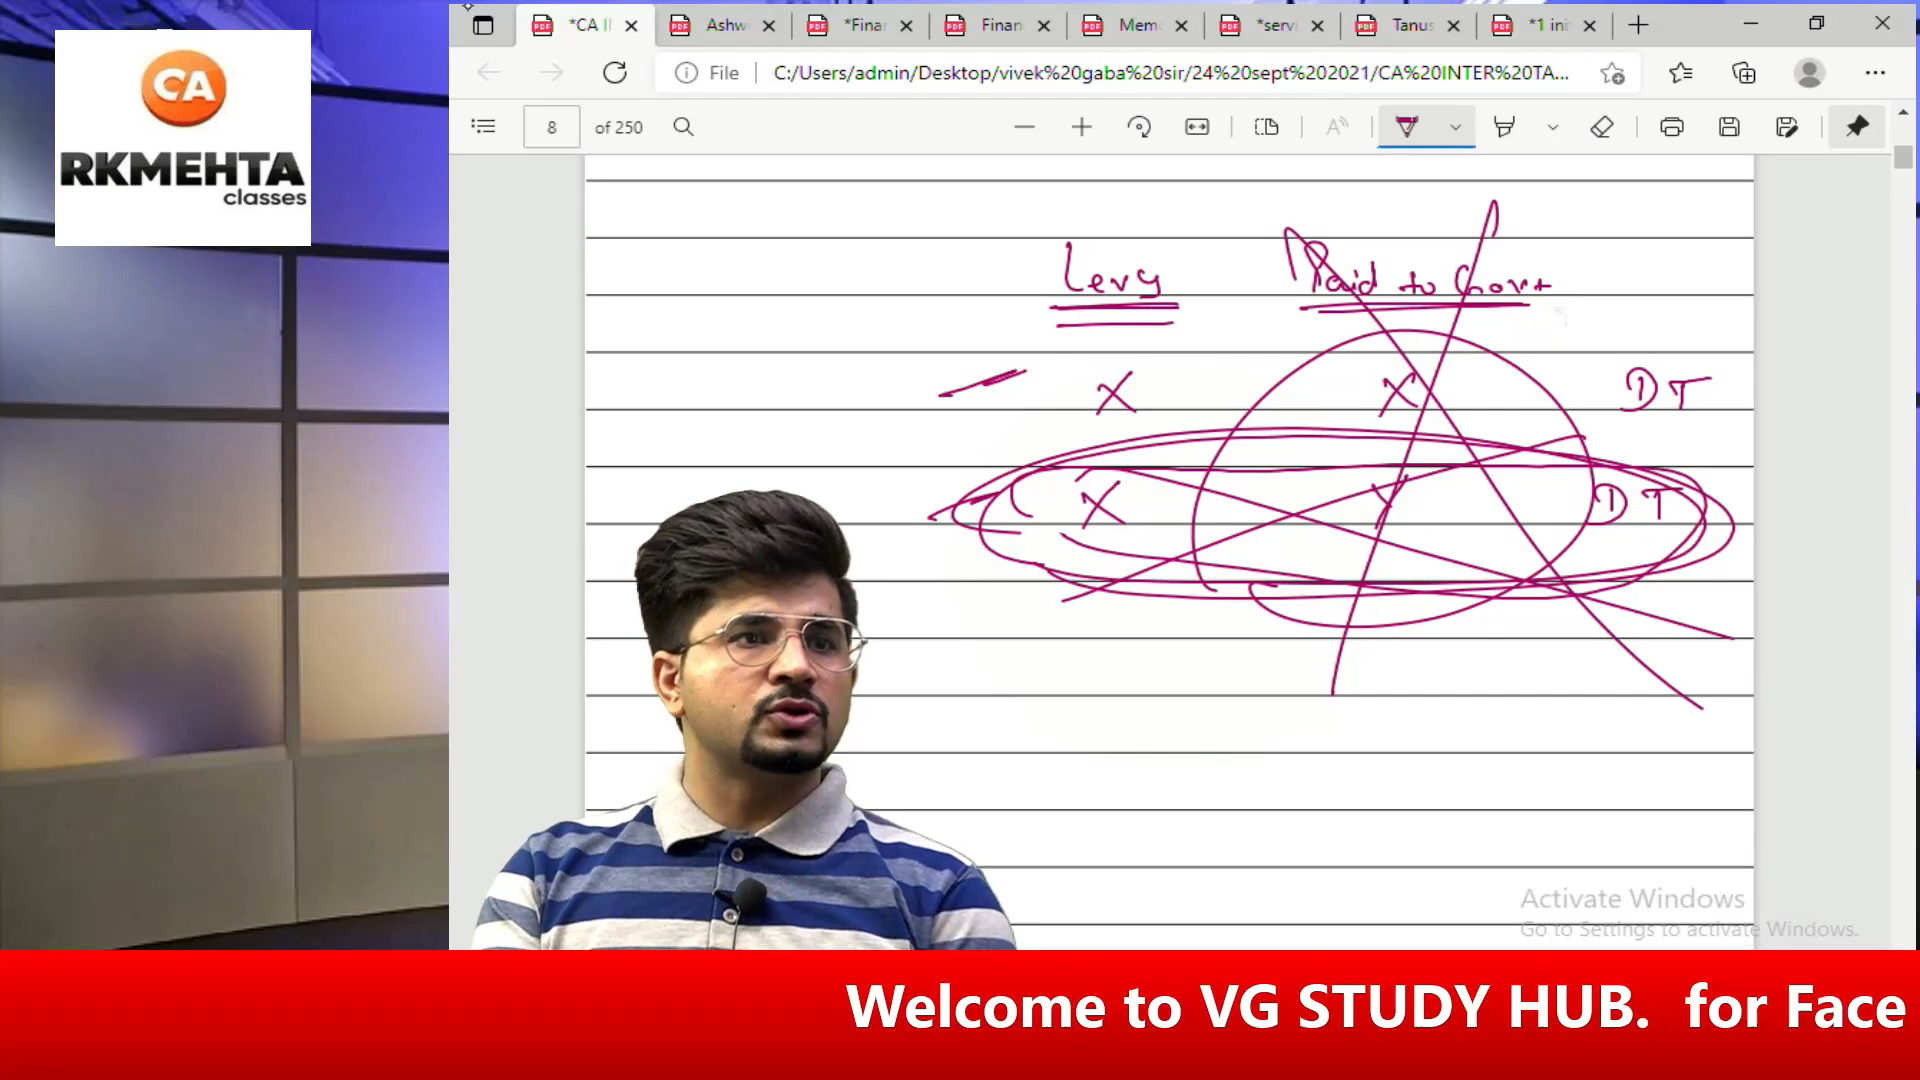 CA
RKMEHTA
classes
*CA I
Ashw
*Finar
Finan
Mem
*servi
Tanus
*1 ini
File
C:/Users/admin/Desktop/vivek%20gaba%20sir/24%20sept%202021/CA%20INTER%20TA...
8 of 250
Levy Paid to Govt
X X DT
X Y DT
Activate Windows
Go to Settings to activate Windows.
Welcome to VG STUDY HUB. for Face